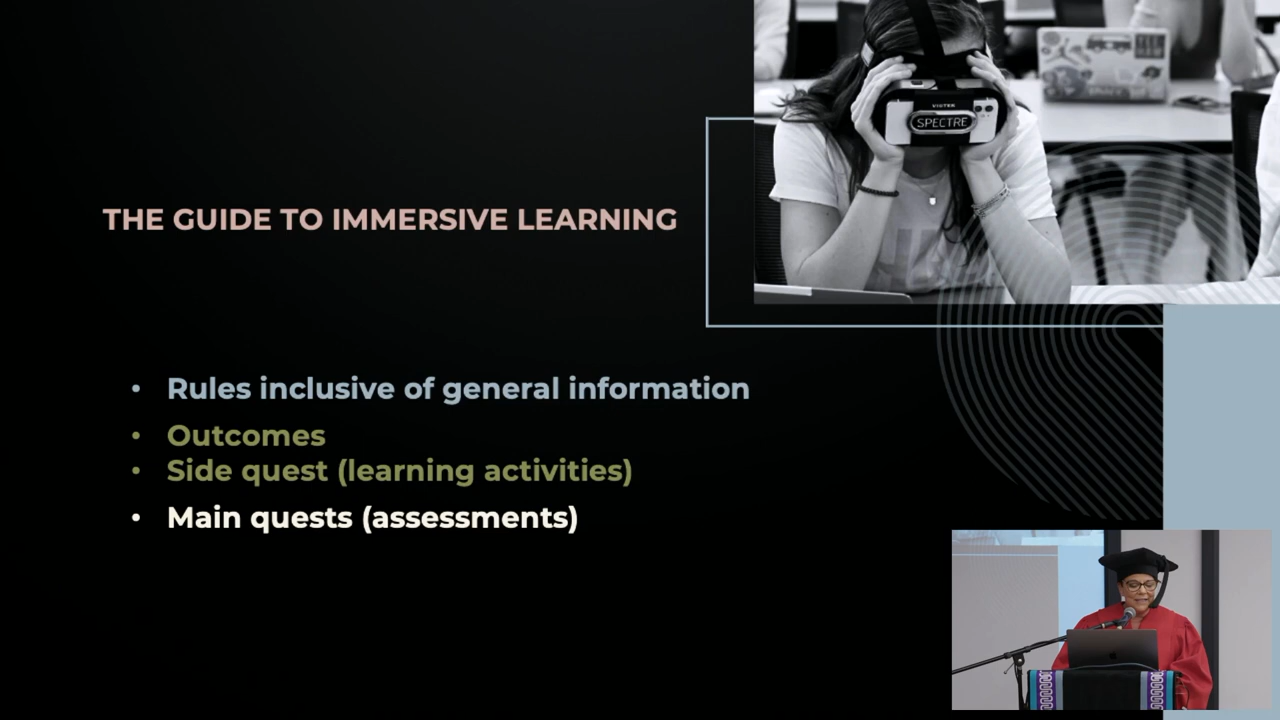 VIOTEK
SPECTRE
THE GUIDE TO IMMERSIVE LEARNING
• Rules inclusive of general information
• Outcomes
• Side quest (learning activities)
• Main quests (assessments)